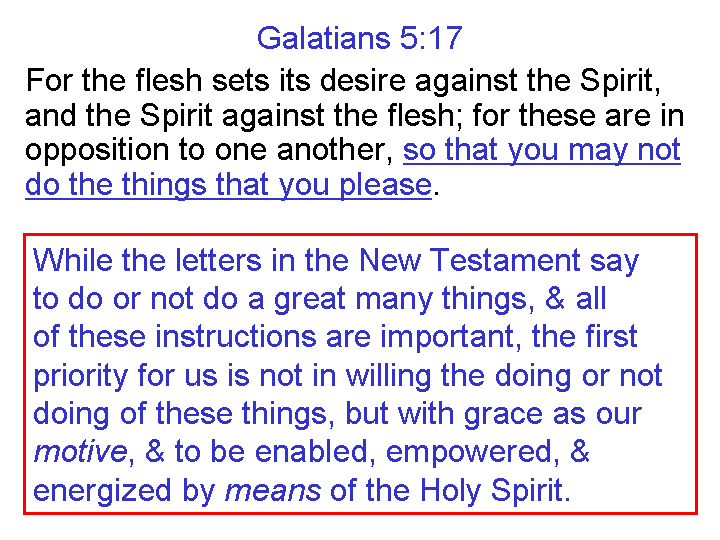 Galatians 5:17
For the flesh sets its desire against the Spirit,
and the Spirit against the flesh; for these are in
opposition to one another, so that you may not
do the things that you please.
While the letters in the New Testament say
to do or not do a great many things, & all
of these instructions are important, the first
priority for us is not in willing the doing or not
doing of these things, but with grace as our
motive, & to be enabled, empowered, &
energized by means of the Holy Spirit.